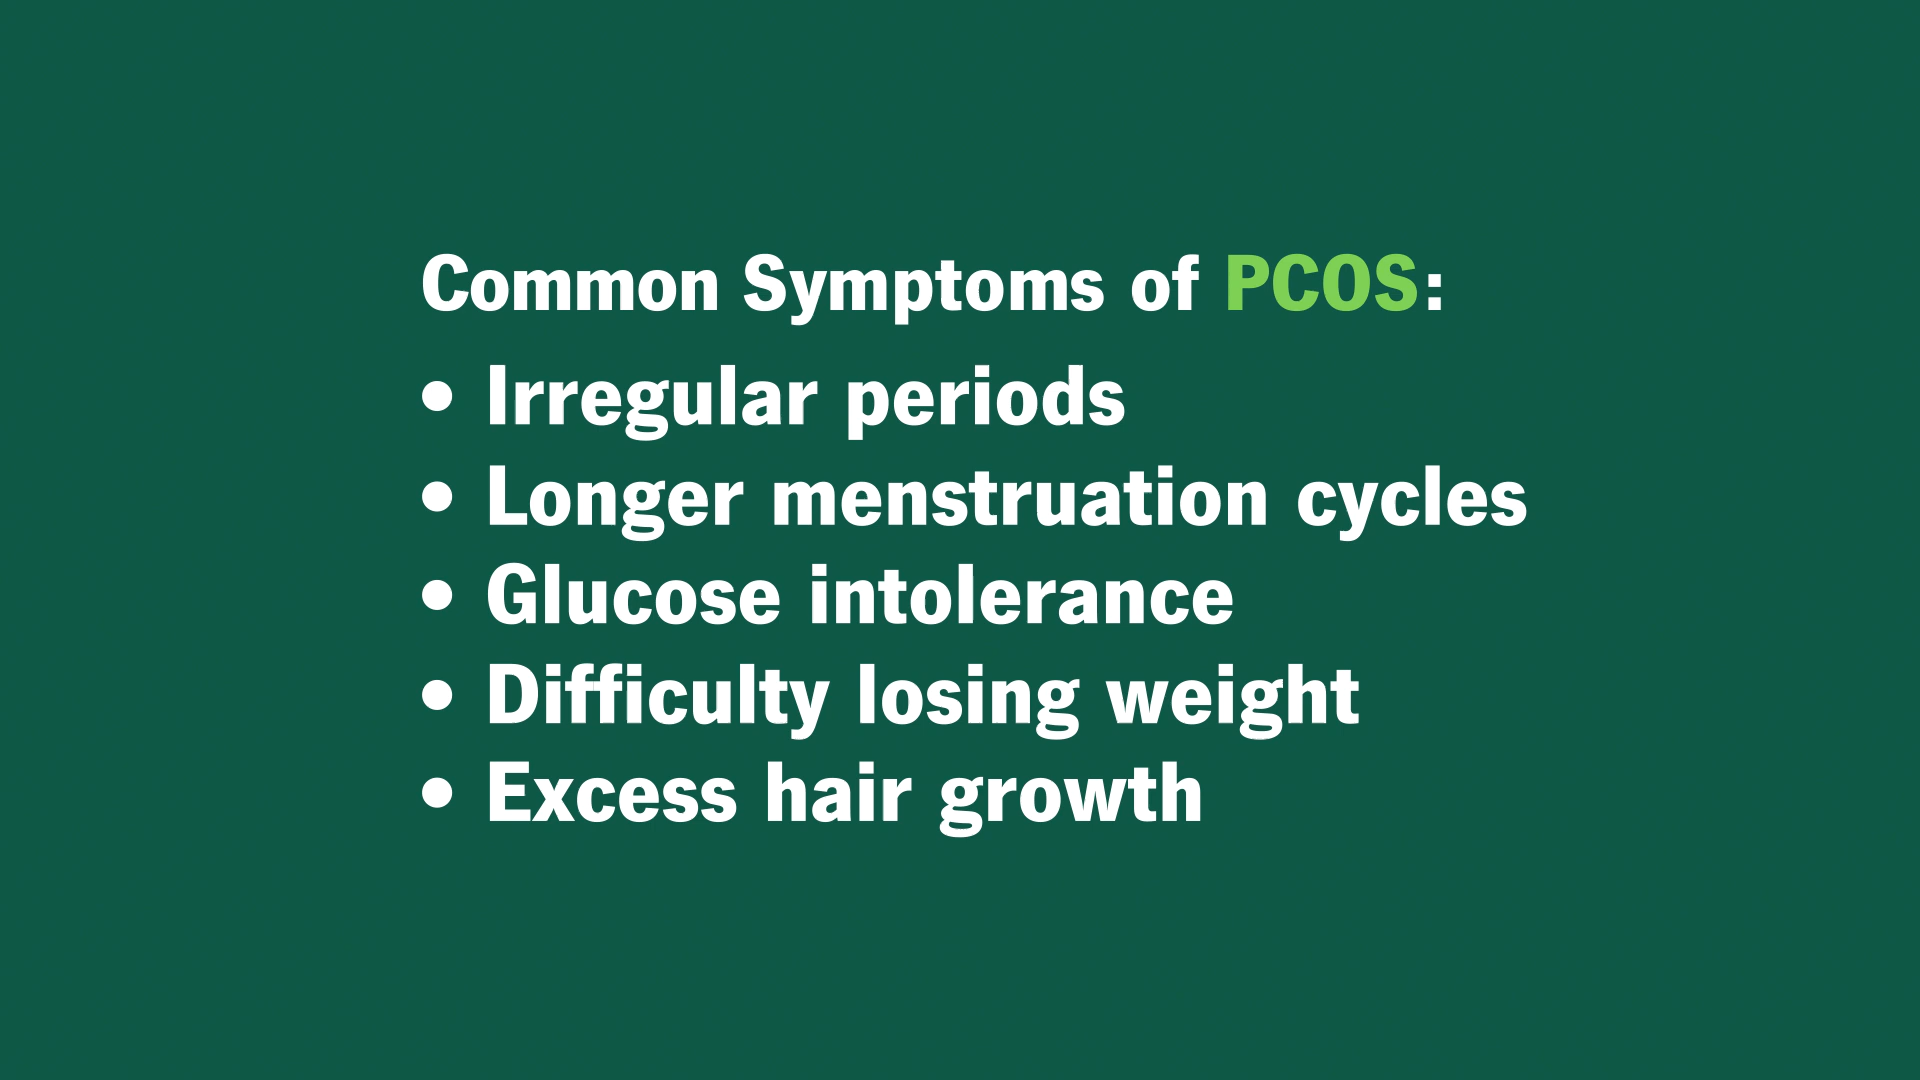 Common Symptoms of PCOS:
• Irregular periods
• Longer menstruation cycles
• Glucose intolerance
• Difficulty losing weight
• Excess hair growth